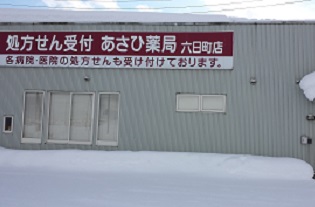 処方せん受付 あさひ薬局 六日町店
各病院・医院の処方せんも受け付けております。